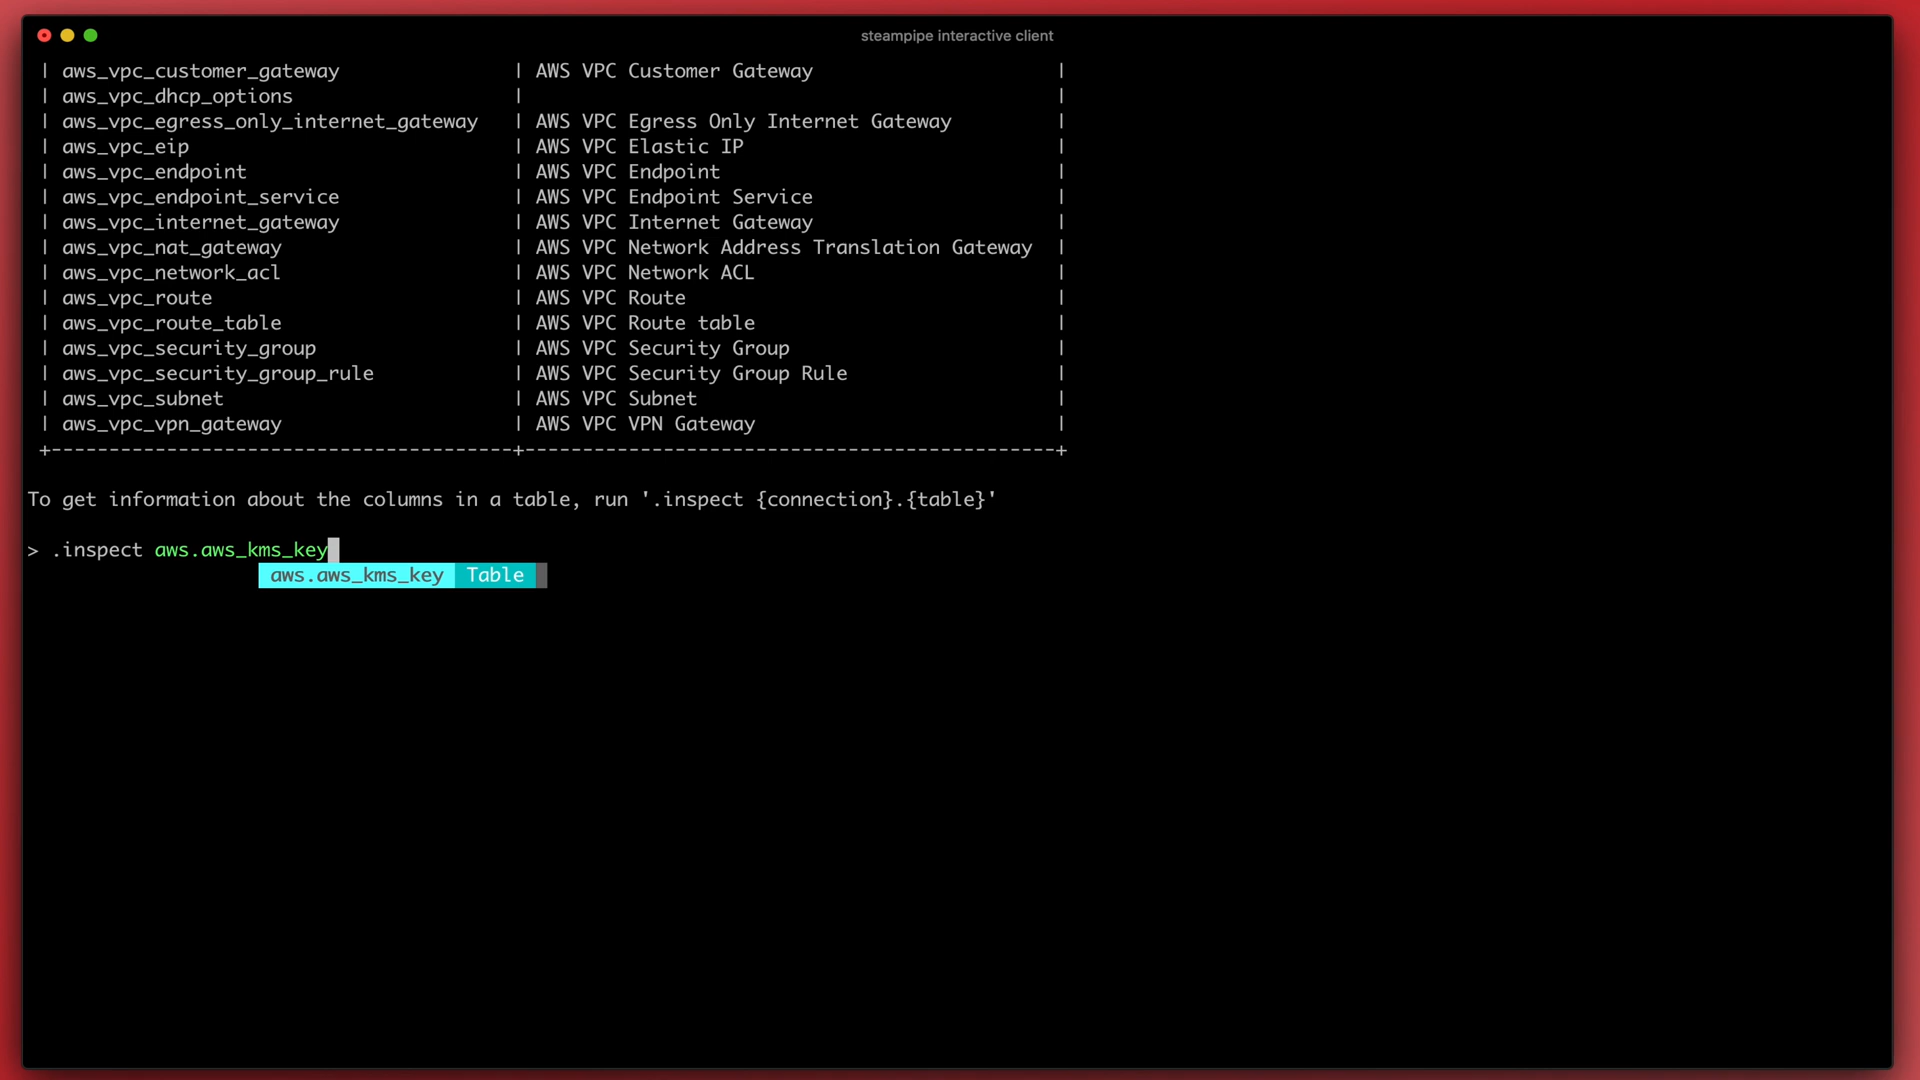 steampipe interactive client
| aws_vpc_customer_gateway | AWS VPC Customer Gateway |
| aws_vpc_dhcp_options | |
| aws_vpc_egress_only_internet_gateway | AWS VPC Egress Only Internet Gateway |
| aws_vpc_eip | AWS VPC Elastic IP |
| aws_vpc_endpoint | AWS VPC Endpoint |
| aws_vpc_endpoint_service | AWS VPC Endpoint Service |
| aws_vpc_internet_gateway | AWS VPC Internet Gateway |
| aws_vpc_nat_gateway | AWS VPC Network Address Translation Gateway |
| aws_vpc_network_acl | AWS VPC Network ACL |
| aws_vpc_route | AWS VPC Route |
| aws_vpc_route_table | AWS VPC Route table |
| aws_vpc_security_group | AWS VPC Security Group |
| aws_vpc_security_group_rule | AWS VPC Security Group Rule |
| aws_vpc_subnet | AWS VPC Subnet |
| aws_vpc_vpn_gateway | AWS VPC VPN Gateway |
+----------------------------------------+----------------------------------------------+
To get information about the columns in a table, run '.inspect {connection}.{table}'
> .inspect aws.aws_kms_key
aws.aws_kms_key Table